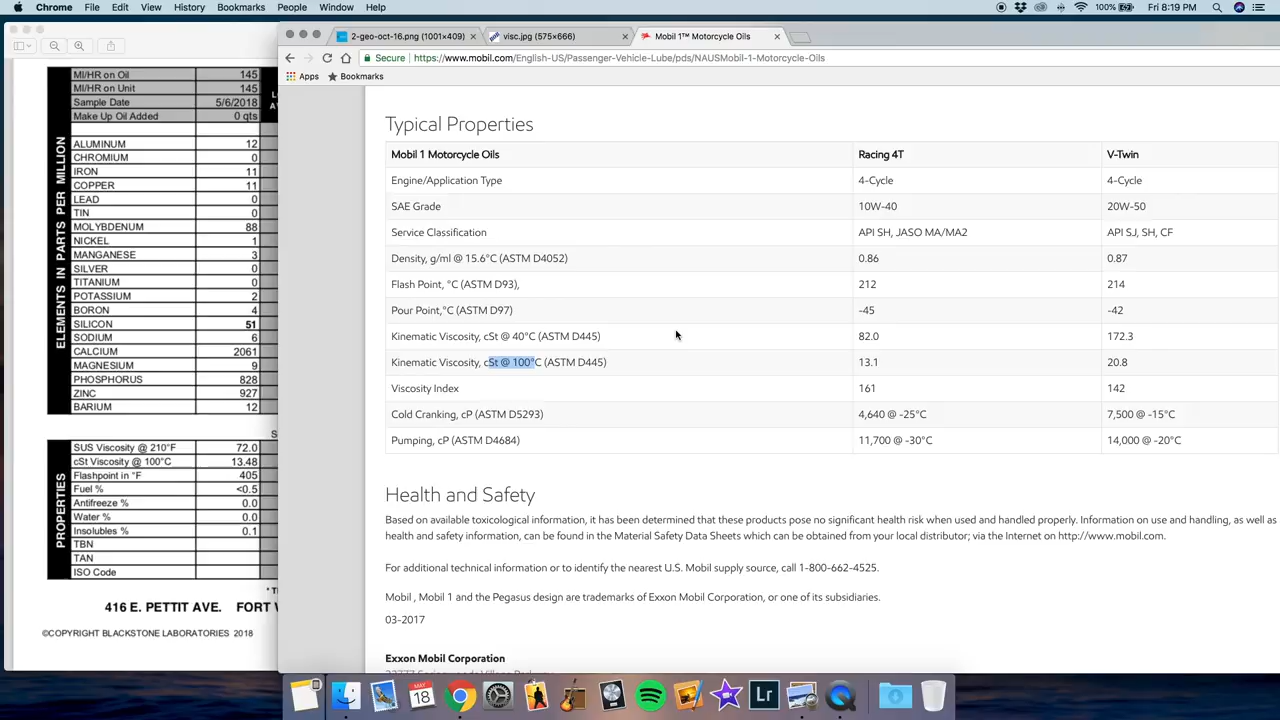 Chrome File Edit View History Bookmarks People Window Help 100% Fri 8:19 PM
2-geo-oct-16.png (1001×409) visc.jpg (575×666) Mobil 1™ Motorcycle Oils
Secure https://www.mobil.com/English-US/Passenger-Vehicle-Lube/pds/NAUSMobil-1-Motorcycle-Oils
Apps Bookmarks
MI/HR on Oil 145
MI/HR on Unit 145
Sample Date 5/6/2018
Make Up Oil Added 0 qts
ELEMENTS IN PARTS PER MILLION
ALUMINUM 12
CHROMIUM 0
IRON 11
COPPER 11
LEAD 0
TIN 0
MOLYBDENUM 88
NICKEL 1
MANGANESE 3
SILVER 0
TITANIUM 0
POTASSIUM 2
BORON 4
SILICON 51
SODIUM 6
CALCIUM 2061
MAGNESIUM 9
PHOSPHORUS 828
ZINC 927
BARIUM 12
PROPERTIES
SUS Viscosity @ 210°F 72.0
cSt Viscosity @ 100°C 13.48
Flashpoint in °F 405
Fuel % <0.5
Antifreeze % 0.0
Water % 0.0
Insolubles % 0.1
TBN
TAN
ISO Code
416 E. PETTIT AVE. FORT
©COPYRIGHT BLACKSTONE LABORATORIES 2018
Typical Properties
Mobil 1 Motorcycle Oils Racing 4T V-Twin
Engine/Application Type 4-Cycle 4-Cycle
SAE Grade 10W-40 20W-50
Service Classification API SH, JASO MA/MA2 API SJ, SH, CF
Density, g/ml @ 15.6°C (ASTM D4052) 0.86 0.87
Flash Point, °C (ASTM D93), 212 214
Pour Point,°C (ASTM D97) -45 -42
Kinematic Viscosity, cSt @ 40°C (ASTM D445) 82.0 172.3
Kinematic Viscosity, cSt @ 100°C (ASTM D445) 13.1 20.8
Viscosity Index 161 142
Cold Cranking, cP (ASTM D5293) 4,640 @ -25°C 7,500 @ -15°C
Pumping, cP (ASTM D4684) 11,700 @ -30°C 14,000 @ -20°C
Health and Safety
Based on available toxicological information, it has been determined that these products pose no significant health risk when used and handled properly. Information on use and handling, as well as
health and safety information, can be found in the Material Safety Data Sheets which can be obtained from your local distributor; via the Internet on http://www.mobil.com.
For additional technical information or to identify the nearest U.S. Mobil supply source, call 1-800-662-4525.
Mobil , Mobil 1 and the Pegasus design are trademarks of Exxon Mobil Corporation, or one of its subsidiaries.
03-2017
Exxon Mobil Corporation
MAY
18
Lr